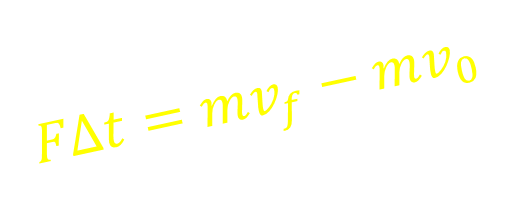 FΔt = mv_f − mv_0